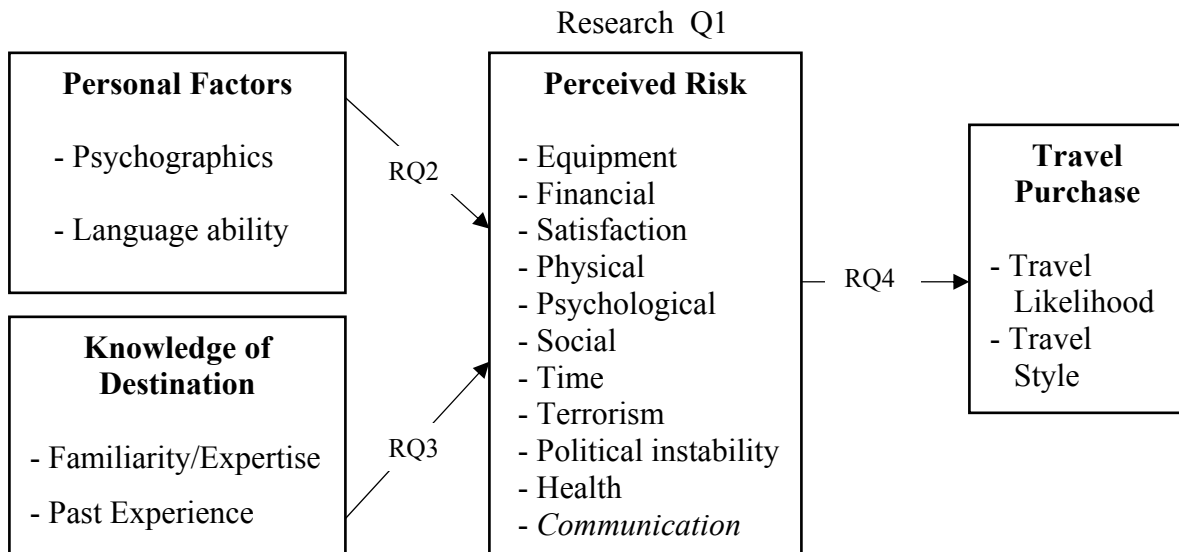 Research Q1
Personal Factors
- Psychographics
- Language ability
RQ2
Knowledge of
Destination
- Familiarity/Expertise
- Past Experience
RQ3
Perceived Risk
- Equipment
- Financial
- Satisfaction
- Physical
- Psychological
- Social
- Time
- Terrorism
- Political instability
- Health
- Communication
RQ4
Travel
Purchase
- Travel
Likelihood
- Travel
Style